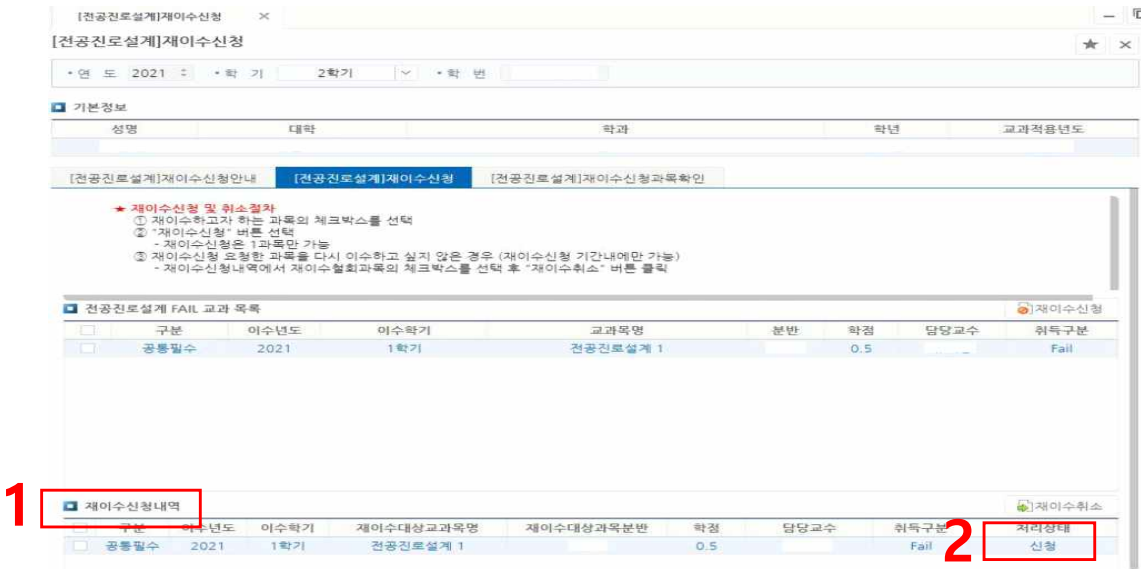 [전공진로설계]재이수신청 ×
[전공진로설계]재이수신청
•연 도 2021 •학 기 2학기 •학 번
기본정보
성명 대학 학과 학년 교과적용년도
[전공진로설계]재이수신청안내 [전공진로설계]재이수신청 [전공진로설계]재이수신청과목확인
★ 재이수신청 및 취소절차
① 재이수하고자 하는 과목의 체크박스를 선택
② "재이수신청" 버튼 선택
- 재이수신청은 1과목만 가능
③ 재이수신청 요청한 과목을 다시 이수하고 싶지 않은 경우 (재이수신청 기간내에만 가능)
- 재이수신청내역에서 재이수철회과목의 체크박스를 선택 후 "재이수취소" 버튼 클릭
전공진로설계 FAIL 교과 목록 재이수신청
구분 이수년도 이수학기 교과목명 분반 학점 담당교수 취득구분
공통필수 2021 1학기 전공진로설계 1 0.5 Fail
1 재이수신청내역 재이수취소
구분 이수년도 이수학기 재이수대상교과목명 재이수대상과목분반 학점 담당교수 취득구분 처리상태
공통필수 2021 1학기 전공진로설계 1 0.5 Fail 2 신청